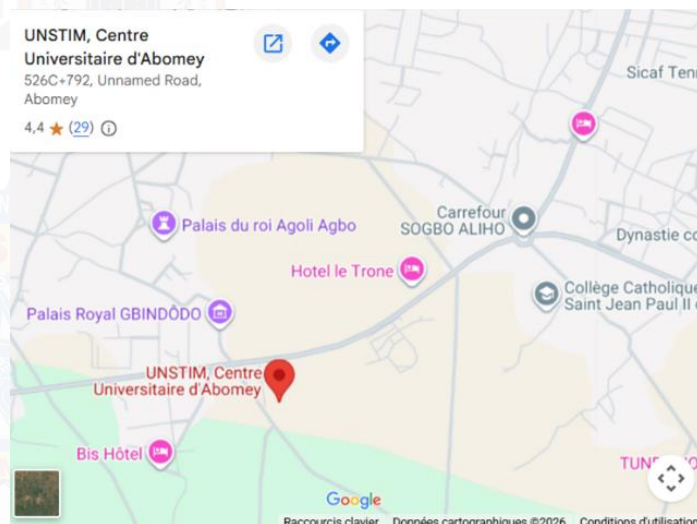 UNSTIM, Centre
Universitaire d'Abomey
526C+792, Unnamed Road,
Abomey
4,4 ★ (29)
Sicaf Tenn
Palais du roi Agoli Agbo
Carrefour
SOGBO ALIHO
Dynastie co
Hotel le Trone
Collège Catholique
Saint Jean Paul II
Palais Royal GBINDÔDO
UNSTIM, Centre
Universitaire d'Abomey
Bis Hôtel
Google
Raccourcis clavier Données cartographiques ©2026 Conditions d'utilisation